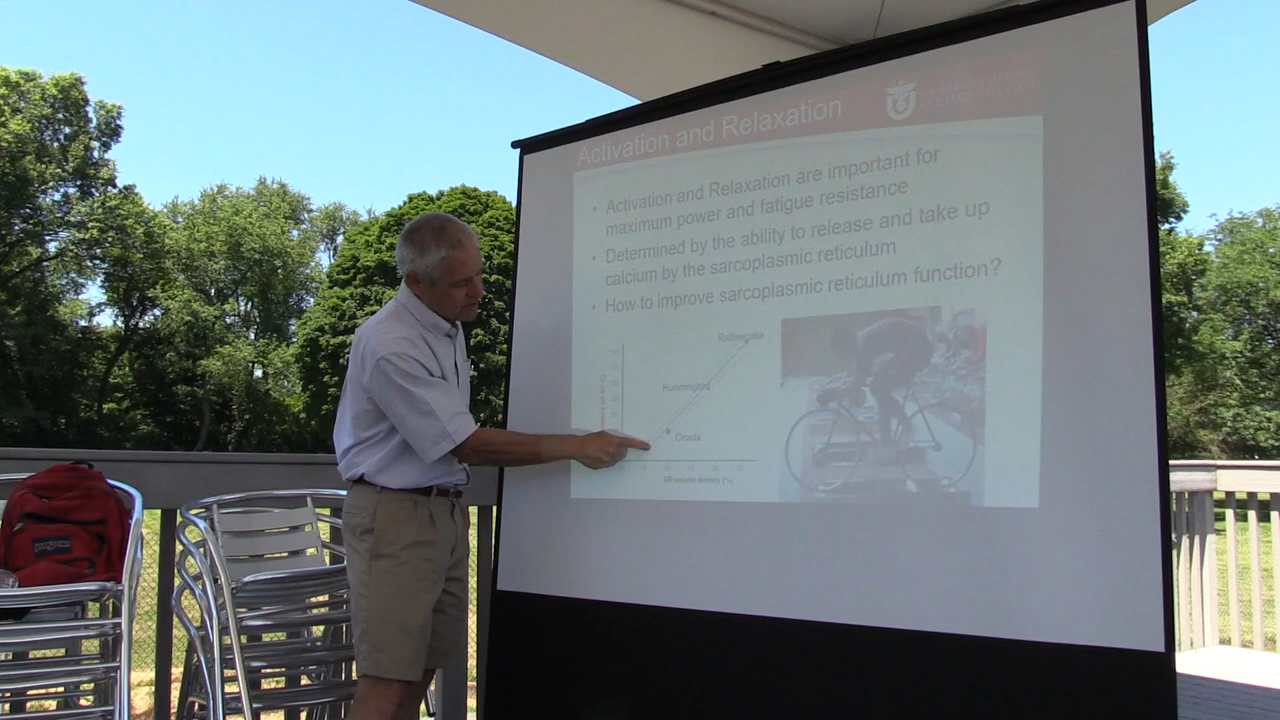 Activation and Relaxation
• Activation and Relaxation are important for
maximum power and fatigue resistance
• Determined by the ability to release and take up
calcium by the sarcoplasmic reticulum
• How to improve sarcoplasmic reticulum function?
Rattlesnake
Hummingbird
Cicada
SR volume density [%]
JANSPORT